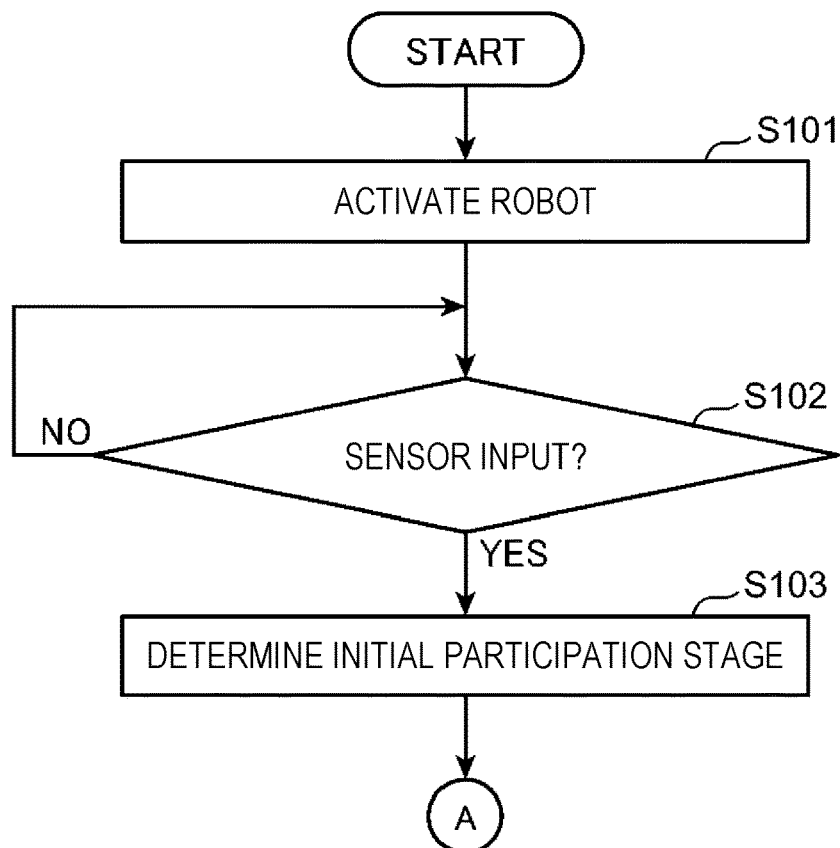 START
S101
ACTIVATE ROBOT
S102
NO
SENSOR INPUT?
YES
S103
DETERMINE INITIAL PARTICIPATION STAGE
A